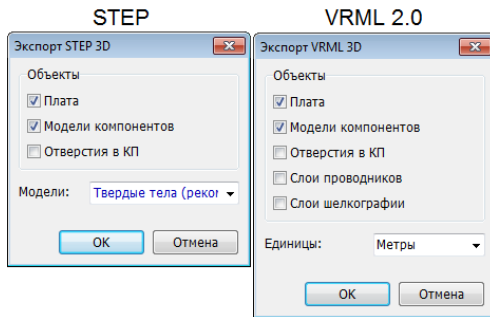 STEP
Экспорт STEP 3D
Объекты
Плата
Модели компонентов
Отверстия в КП
Модели: Твердые тела (рекоr
OK Отмена
VRML 2.0
Экспорт VRML 3D
Объекты
Плата
Модели компонентов
Отверстия в КП
Слои проводников
Слои шелкографии
Единицы: Метры
OK Отмена